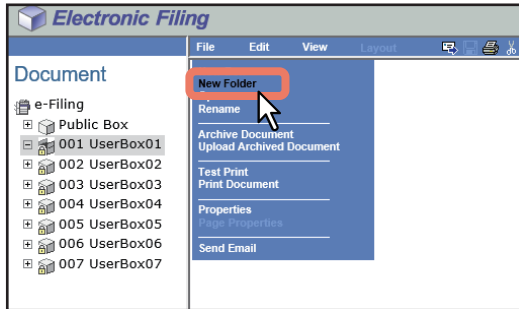 Electronic Filing
File Edit View Layout
Document
e-Filing
Public Box
001 UserBox01
002 UserBox02
003 UserBox03
004 UserBox04
005 UserBox05
006 UserBox06
007 UserBox07
New Folder
Rename
Archive Document
Upload Archived Document
Test Print
Print Document
Properties
Page Properties
Send Email